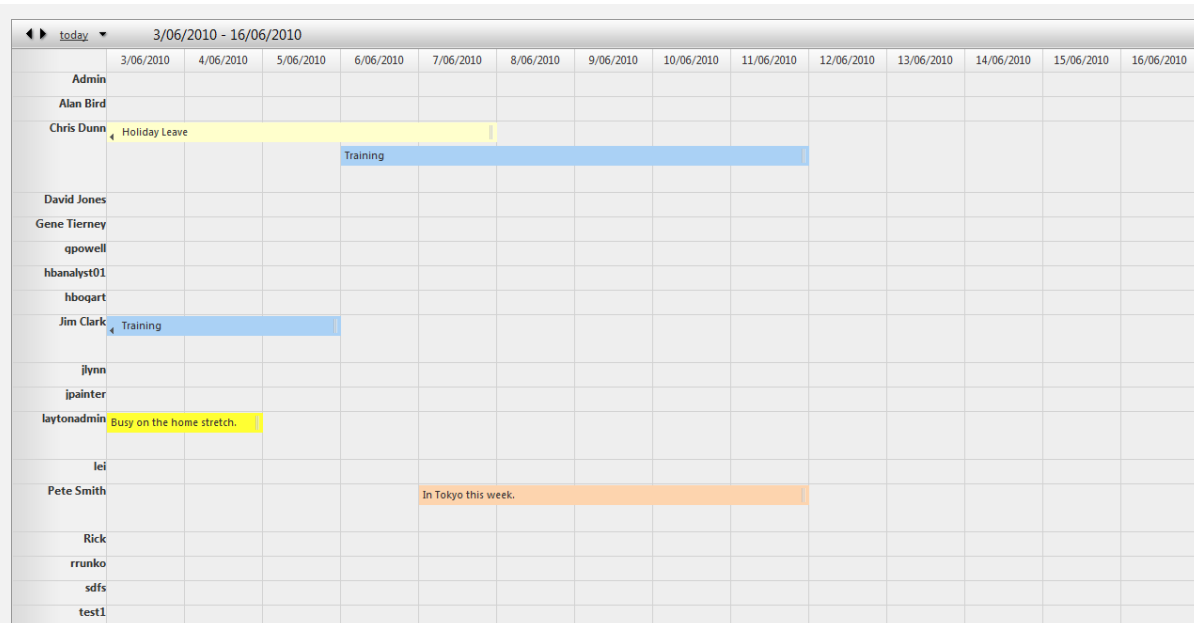 today 3/06/2010 - 16/06/2010
3/06/2010 4/06/2010 5/06/2010 6/06/2010 7/06/2010 8/06/2010 9/06/2010 10/06/2010 11/06/2010 12/06/2010 13/06/2010 14/06/2010 15/06/2010 16/06/2010
Admin
Alan Bird
Chris Dunn Holiday Leave
Training
David Jones
Gene Tierney
gpowell
hbanalyst01
hbogart
Jim Clark Training
jlynn
jpainter
laytonadmin Busy on the home stretch.
lei
Pete Smith In Tokyo this week.
Rick
rrunko
sdfs
test1